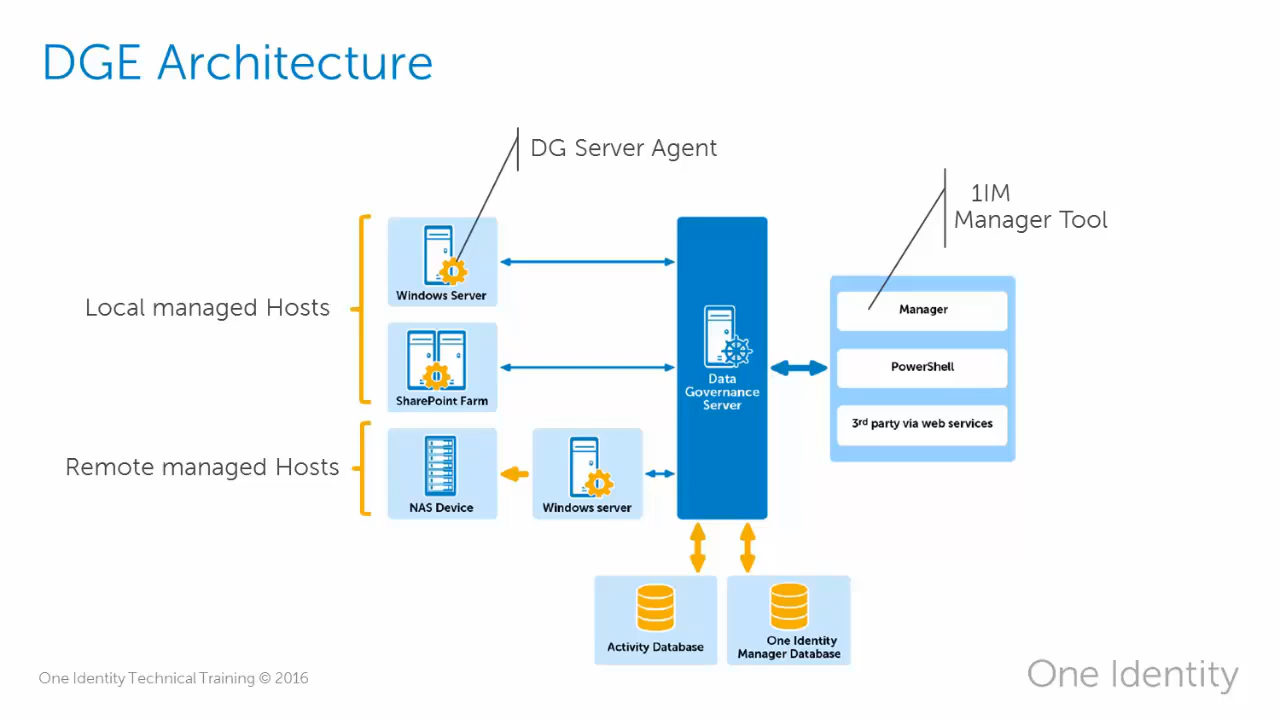 DGE Architecture
DG Server Agent
1IM
Manager Tool
Local managed Hosts
Windows Server
SharePoint Farm
Remote managed Hosts
NAS Device
Windows server
Data
Governance
Server
Manager
PowerShell
3rd party via web services
Activity Database
One Identity
Manager Database
One Identity Technical Training © 2016
One Identity